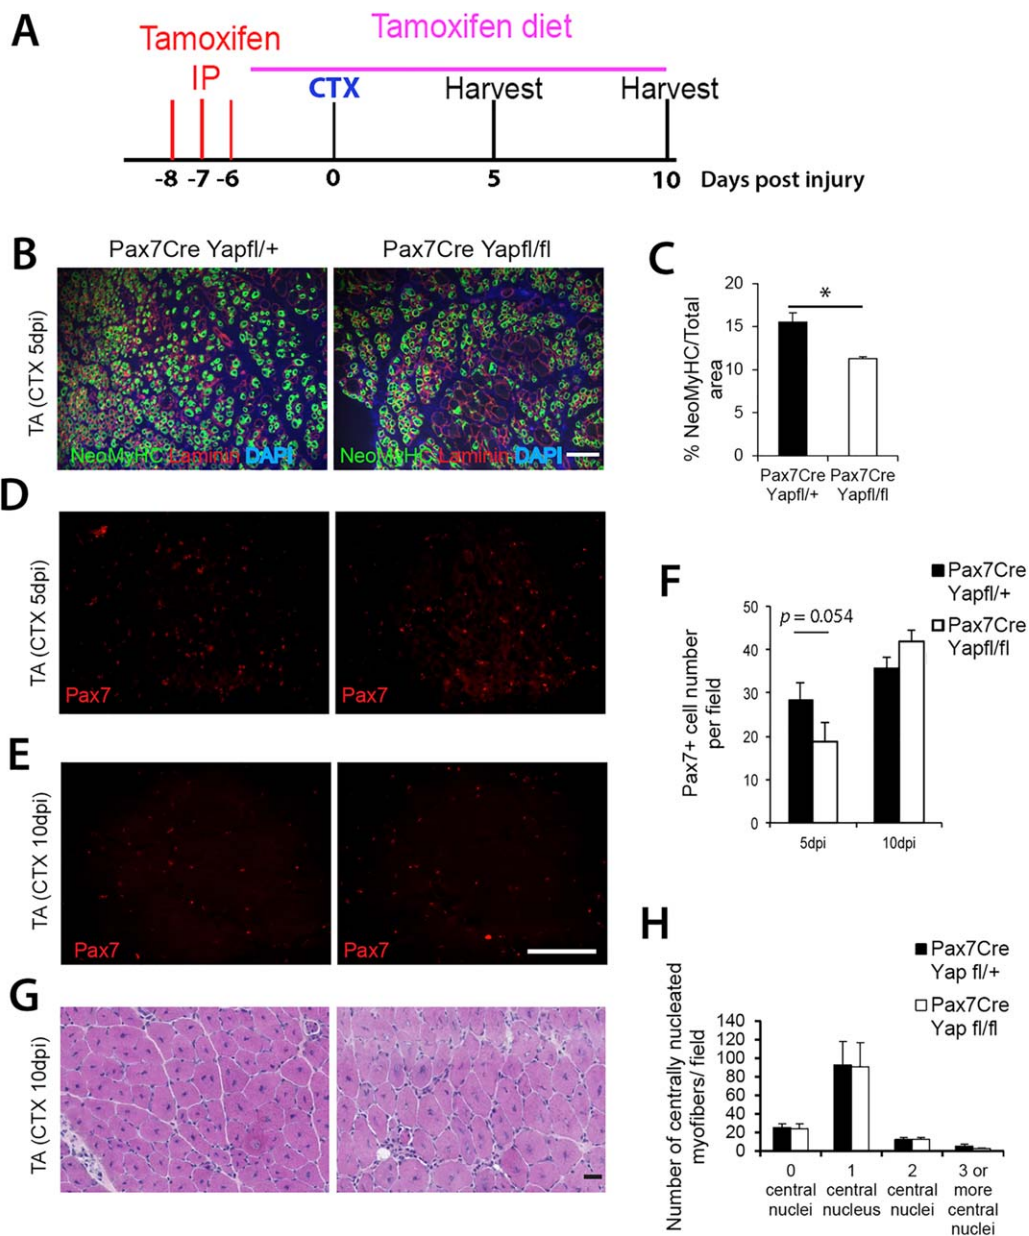 A
Tamoxifen
IP
Tamoxifen diet
CTX
Harvest
Harvest
-8 -7 -6 0 5 10 Days post injury
B
Pax7Cre Yapfl/+
Pax7Cre Yapfl/fl
TA (CTX 5dpi)
NeoMyHC Laminin DAPI
NeoMyHC Laminin DAPI
C
% NeoMyHC/Total
area
20
15
10
5
0
*
Pax7Cre
Yapfl/+
Pax7Cre
Yapfl/fl
D
TA (CTX 5dpi)
Pax7
Pax7
E
TA (CTX 10dpi)
Pax7
Pax7
F
Pax7Cre
Yapfl/+
Pax7Cre
Yapfl/fl
Pax7+ cell number
per field
50
40
30
20
10
0
p = 0.054
5dpi
10dpi
G
TA (CTX 10dpi)
H
Pax7Cre
Yap fl/+
Pax7Cre
Yap fl/fl
Number of centrally nucleated
myofibers/ field
140
120
100
80
60
40
20
0
0
central
nuclei
1
central
nucleus
2
central
nuclei
3 or
more
central
nuclei